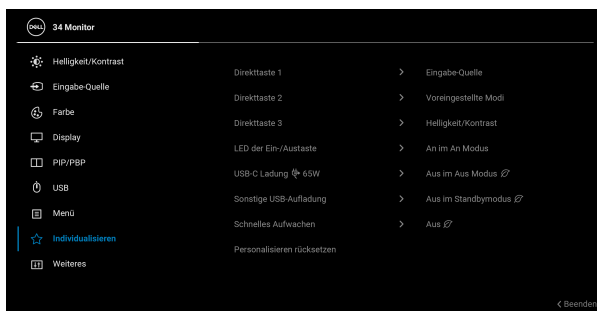 DELL 34 Monitor
Helligkeit/Kontrast
Eingabe-Quelle
Farbe
Display
PIP/PBP
USB
Menü
Individualisieren
Weiteres
Direkttaste 1 > Eingabe-Quelle
Direkttaste 2 > Voreingestellte Modi
Direkttaste 3 > Helligkeit/Kontrast
LED der Ein-/Austaste > An im An Modus
USB-C Ladung 65W > Aus im Aus Modus
Sonstige USB-Aufladung > Aus im Standbymodus
Schnelles Aufwachen > Aus
Personalisieren rücksetzen
< Beenden